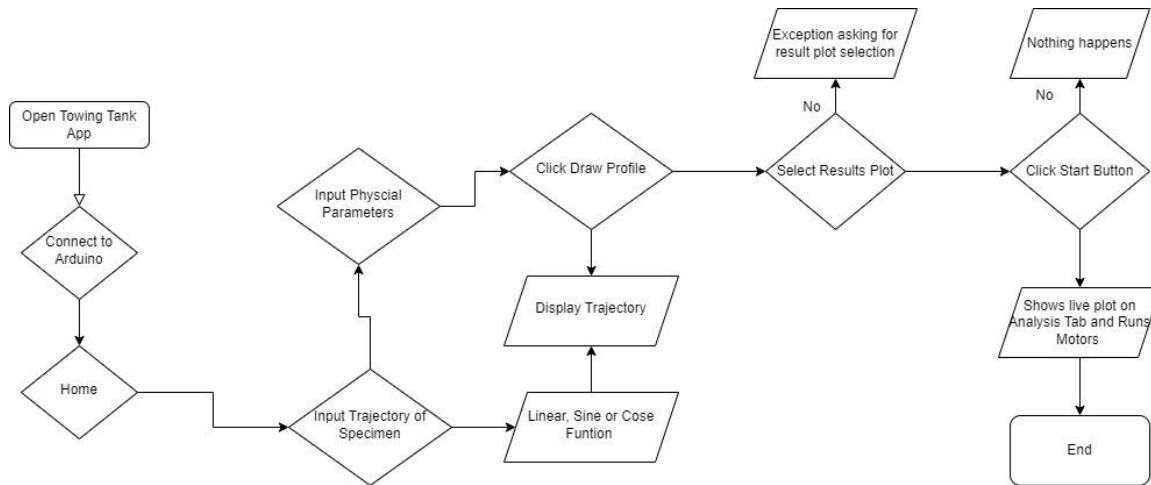 Exception asking for
result plot selection
Nothing happens
No
No
Open Towing Tank
App
Input Physcial
Parameters
Click Draw Profile
Select Results Plot
Click Start Button
Connect to
Arduino
Display Trajectory
Shows live plot on
Analysis Tab and Runs
Motors
Home
Input Trajectory of
Specimen
Linear, Sine or Cose
Funtion
End